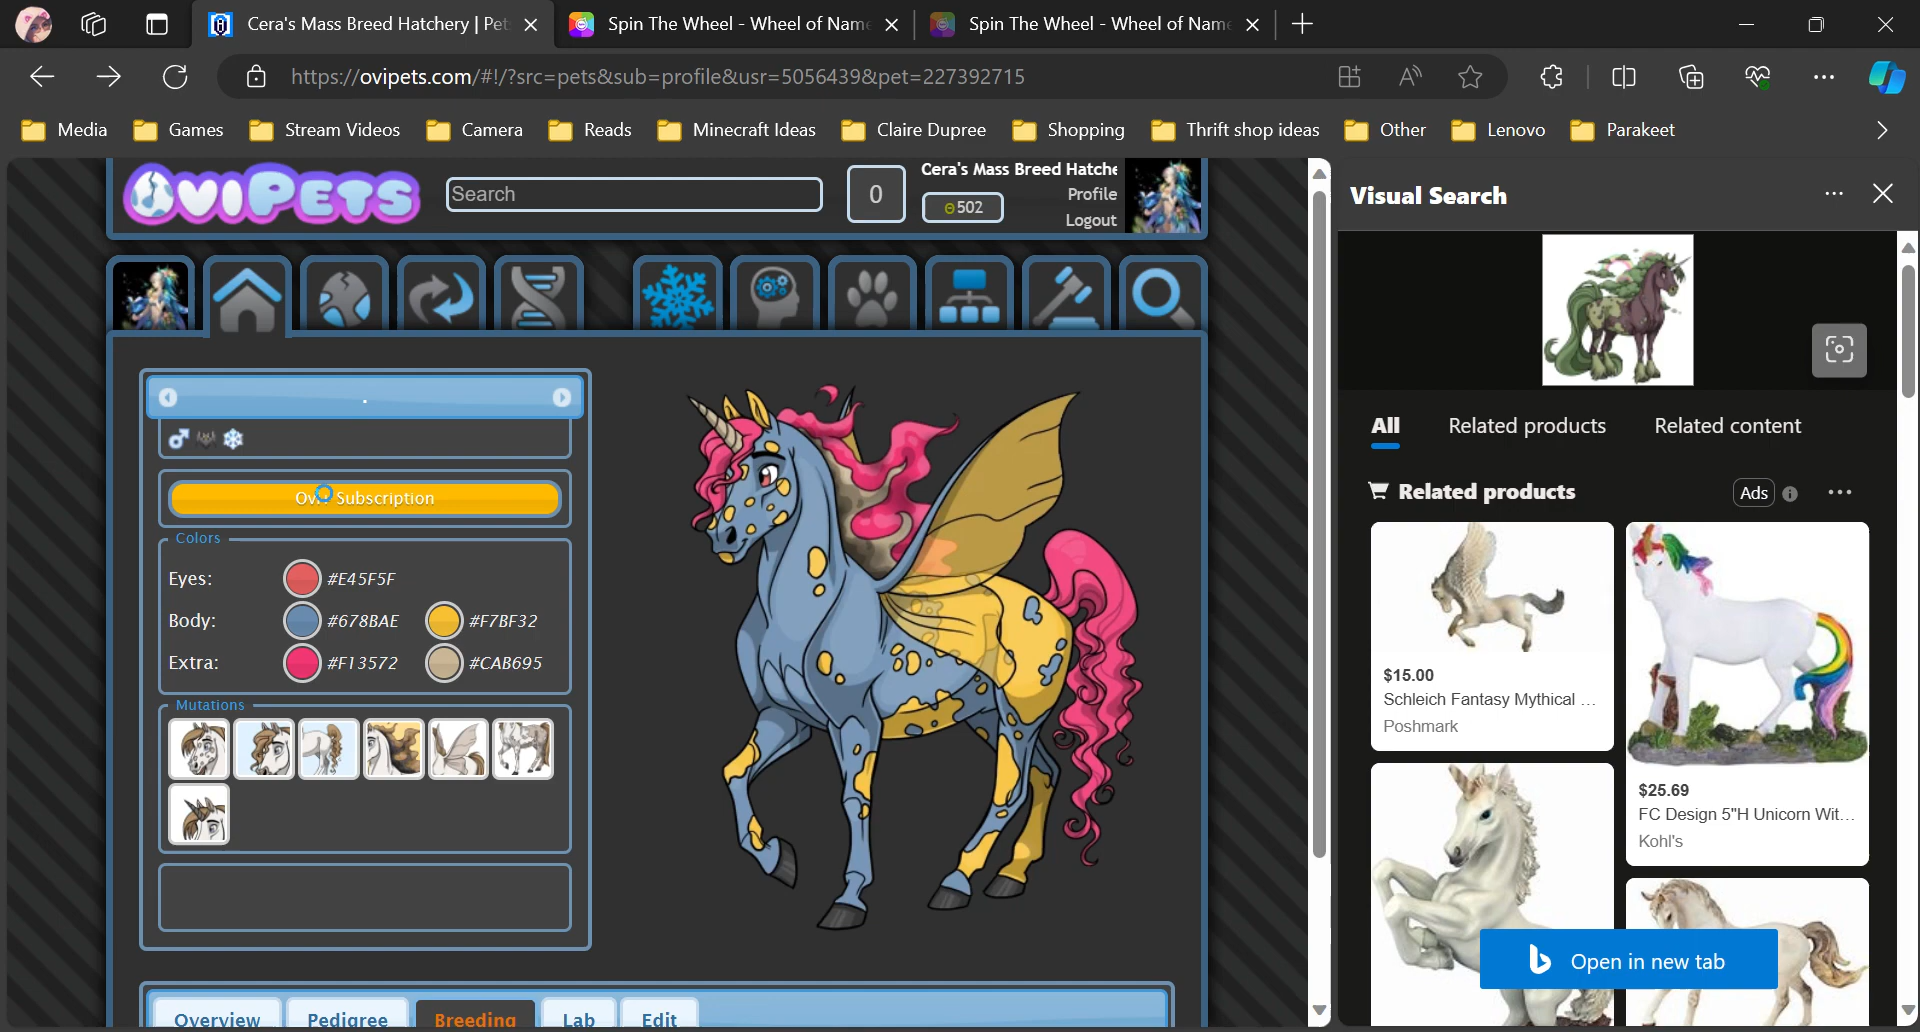 Cera's Mass Breed Hatchery | Pet
Spin The Wheel - Wheel of Name
Spin The Wheel - Wheel of Name
https://ovipets.com/#!/?src=pets&sub=profile&usr=5056439&pet=227392715
Media
Games
Stream Videos
Camera
Reads
Minecraft Ideas
Claire Dupree
Shopping
Thrift shop ideas
Other
Lenovo
Parakeet
OviPets
Search
0
Cera's Mass Breed Hatche
502
Profile
Logout
.
Subscription
Colors
Eyes: #E45F5F
Body: #678BAE #F7BF32
Extra: #F13572 #CAB695
Mutations
Overview
Pedigree
Breeding
Lab
Edit
Visual Search
All
Related products
Related content
Related products
Ads
$15.00
Schleich Fantasy Mythical ...
Poshmark
$25.69
FC Design 5"H Unicorn Wit...
Kohl's
Open in new tab